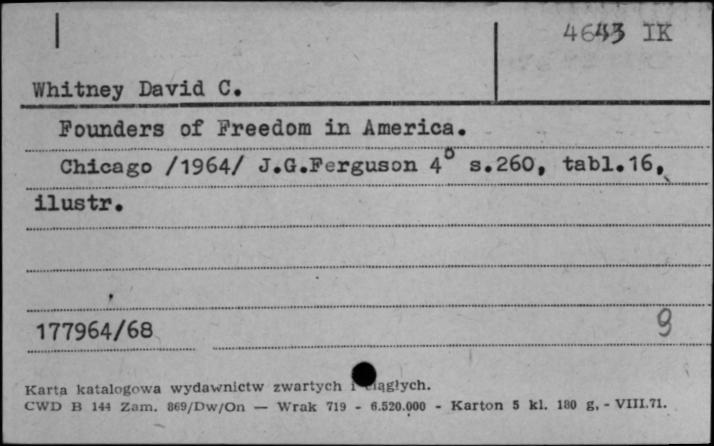 4643 IK
Whitney David C.
Founders of Freedom in America.
Chicago /1964/ J.G.Ferguson 4° s.260, tabl.16,
ilustr.
177964/68 9
Karta katalogowa wydawnictw zwartych i ciągłych.
CWD B 144 Zam. 869/Dw/On — Wrak 719 - 6.520.000 - Karton 5 kl. 180 g. - VIII.71.